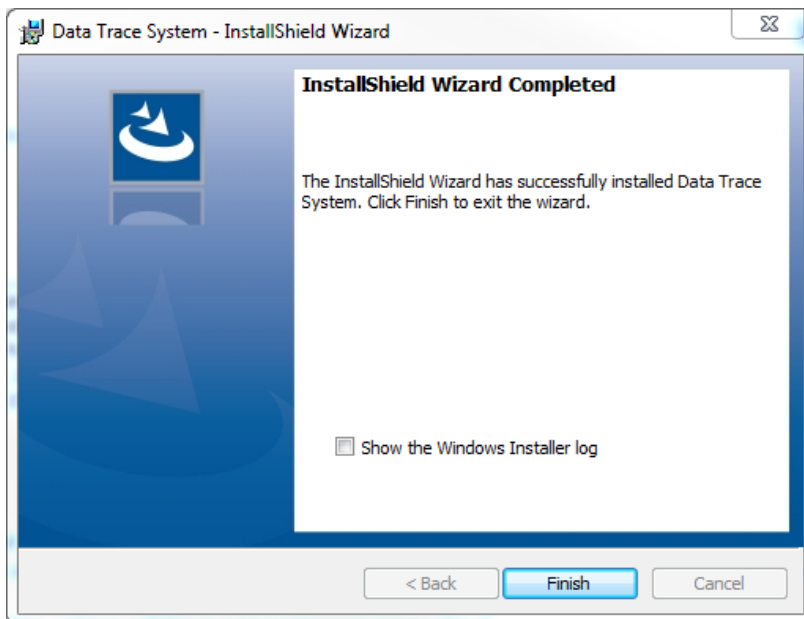 Data Trace System - InstallShield Wizard
InstallShield Wizard Completed
The InstallShield Wizard has successfully installed Data Trace
System. Click Finish to exit the wizard.
Show the Windows Installer log
< Back
Finish
Cancel